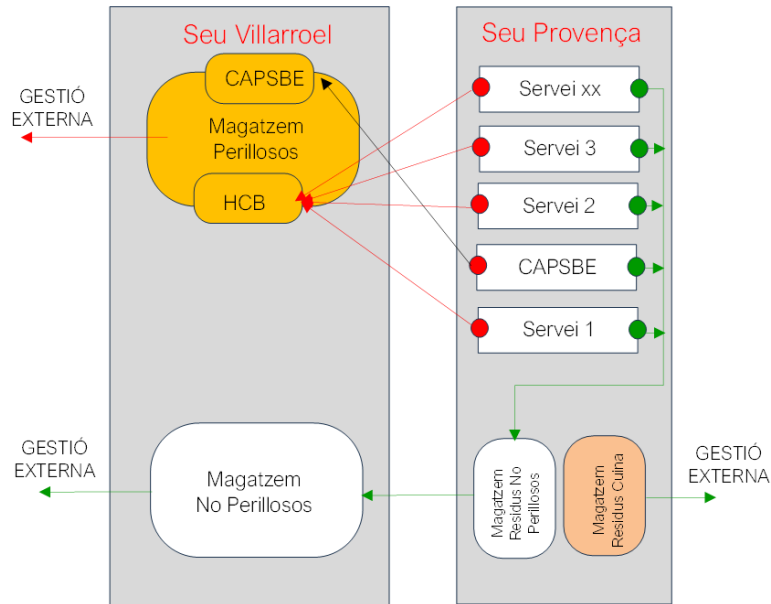 Seu Villarroel
CAPSBE
Magatzem
Perillosos
HCB
GESTIÓ
EXTERNA
Magatzem
No Perillosos
GESTIÓ
EXTERNA
Seu Provença
Servei xx
Servei 3
Servei 2
CAPSBE
Servei 1
Magatzem
Residus No
Perillosos
Magatzem
Residus Cuina
GESTIÓ
EXTERNA